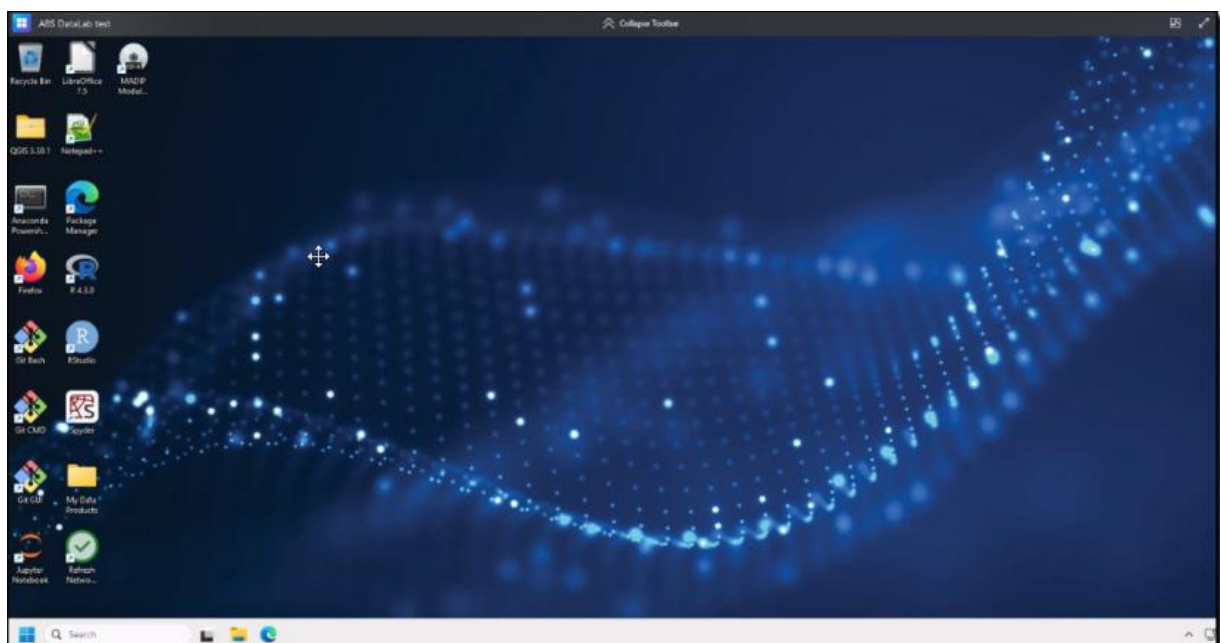 ABS DataLab test
Collapse Toolbar
Recycle Bin
LibreOffice
7.5
MADIP
Modul...
QGIS 3.30.1
Notepad++
Anaconda
Powersh...
Package
Manager
Firefox
R 4.3.0
Git Bash
R
RStudio
Git CMD
Spyder
Git GUI
My Data
Products
Jupyter
Notebook
Refresh
Netwo...
Search